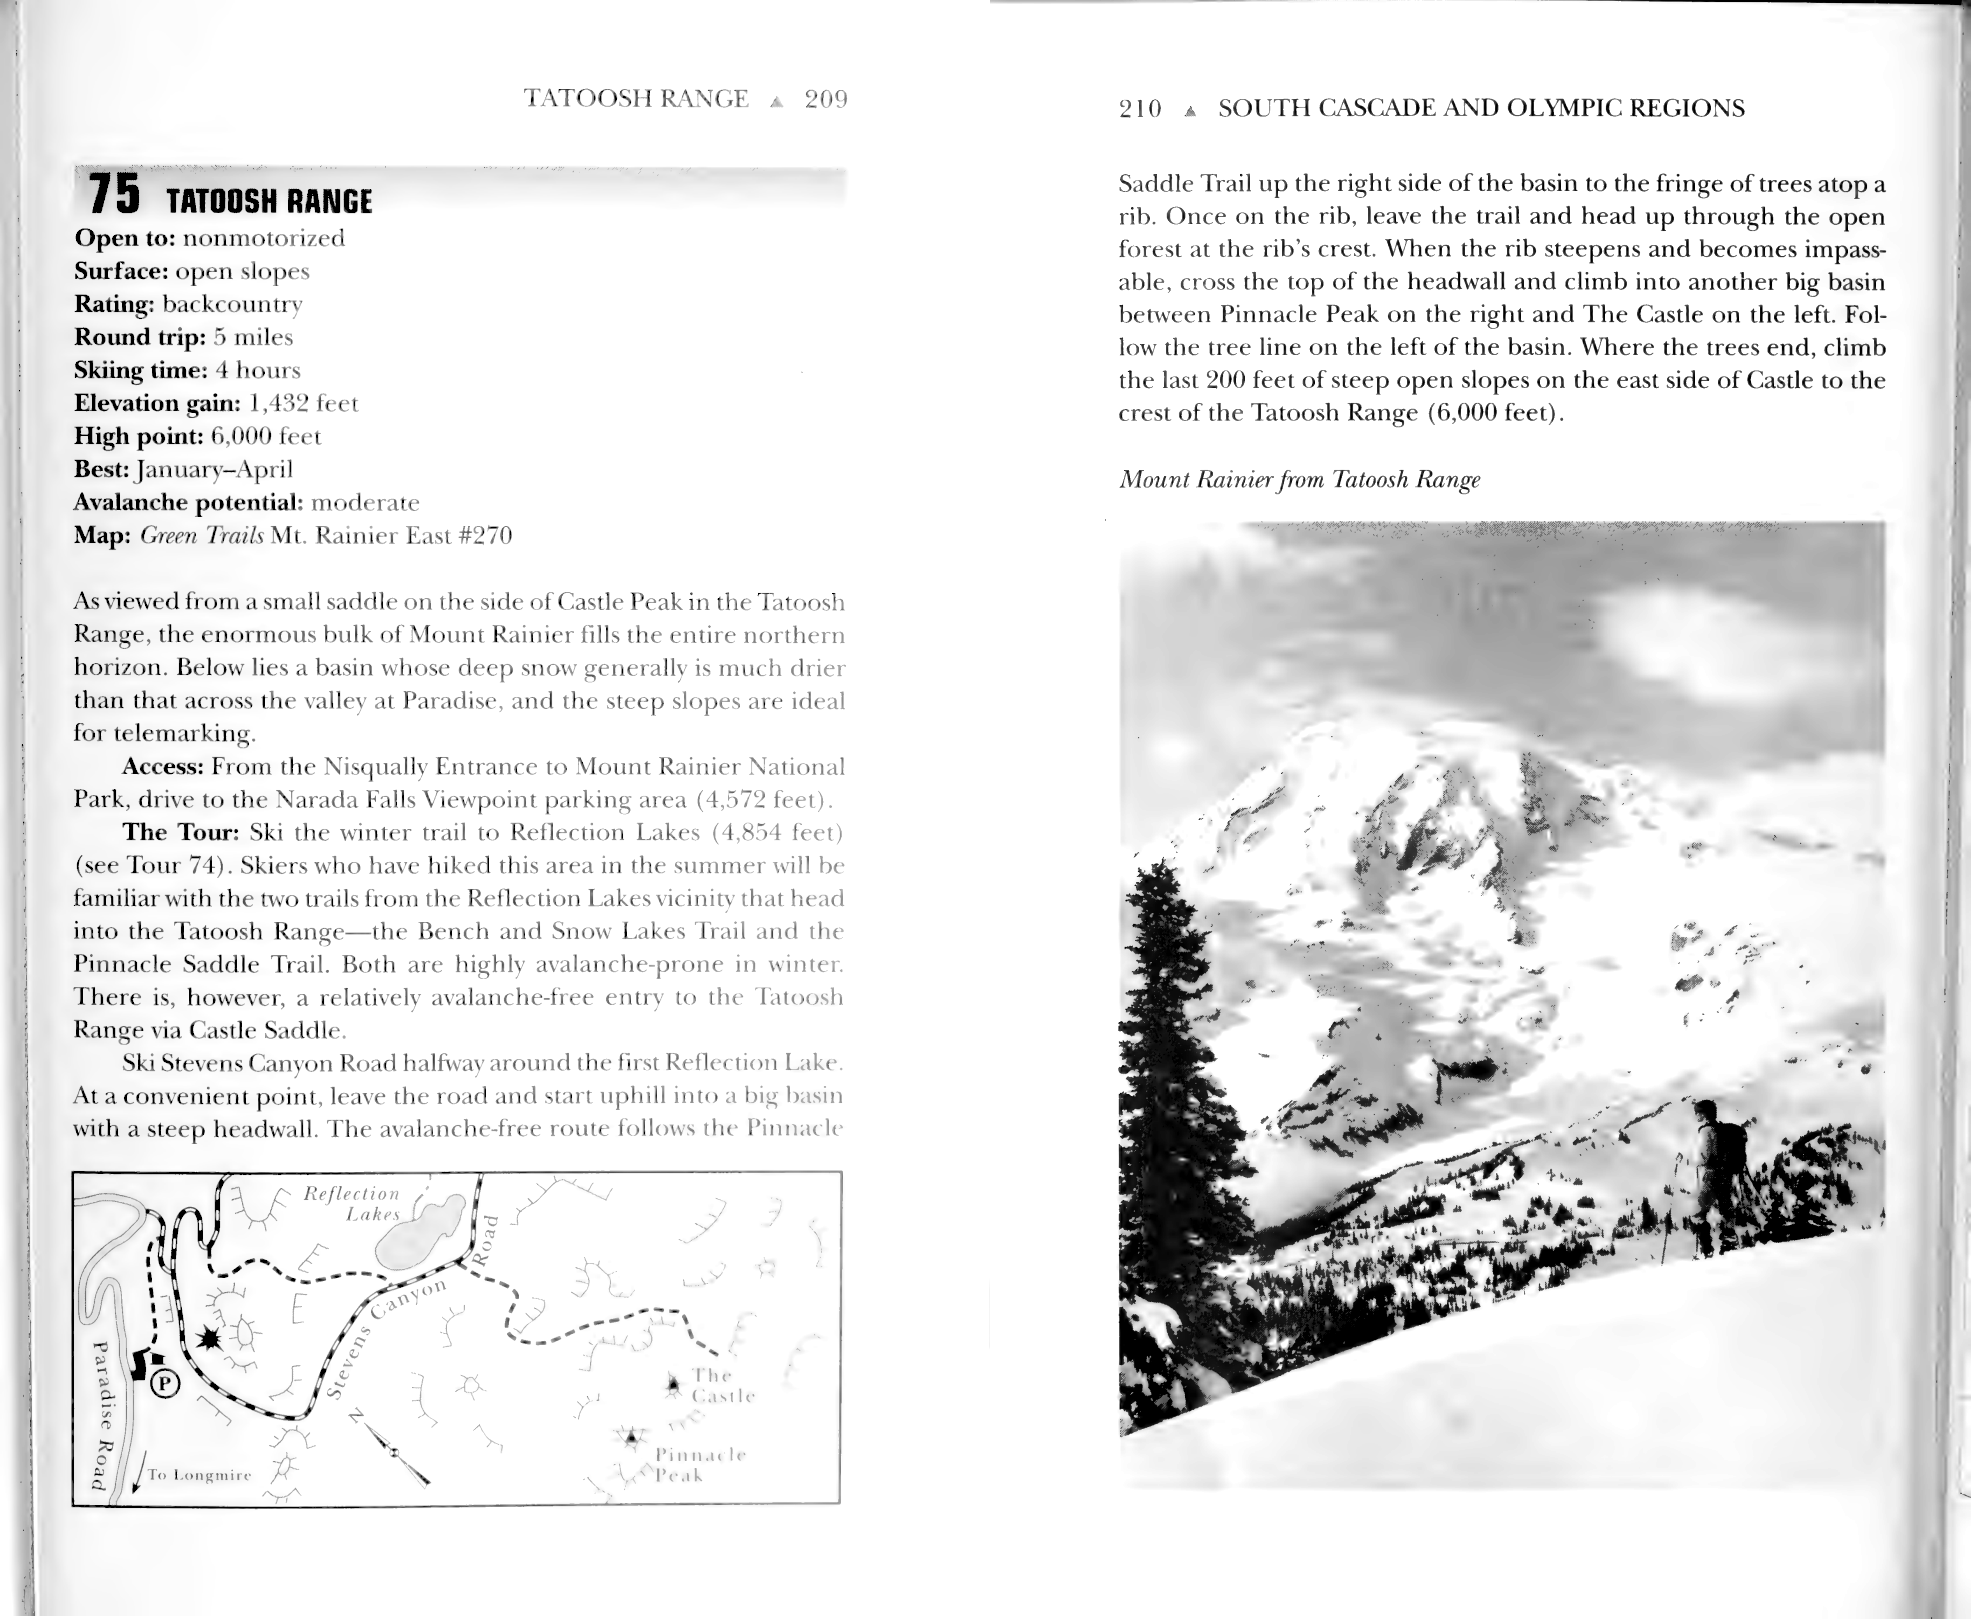 TATOOSH RANGE ▲ 209
75 TATOOSH RANGE
Open to: nonmotorized
Surface: open slopes
Rating: backcountry
Round trip: 5 miles
Skiing time: 4 hours
Elevation gain: 1,432 feet
High point: 6,000 feet
Best: January–April
Avalanche potential: moderate
Map: Green Trails Mt. Rainier East #270
As viewed from a small saddle on the side of Castle Peak in the Tatoosh
Range, the enormous bulk of Mount Rainier fills the entire northern
horizon. Below lies a basin whose deep snow generally is much drier
than that across the valley at Paradise, and the steep slopes are ideal
for telemarking.
Access: From the Nisqually Entrance to Mount Rainier National
Park, drive to the Narada Falls Viewpoint parking area (4,572 feet).
The Tour: Ski the winter trail to Reflection Lakes (4,854 feet)
(see Tour 74). Skiers who have hiked this area in the summer will be
familiar with the two trails from the Reflection Lakes vicinity that head
into the Tatoosh Range—the Bench and Snow Lakes Trail and the
Pinnacle Saddle Trail. Both are highly avalanche-prone in winter.
There is, however, a relatively avalanche-free entry to the Tatoosh
Range via Castle Saddle.
Ski Stevens Canyon Road halfway around the first Reflection Lake.
At a convenient point, leave the road and start uphill into a big basin
with a steep headwall. The avalanche-free route follows the Pinnacle
Reflection
Lakes
Stevens Canyon Road
The
Castle
Pinnacle
Peak
N
P
Paradise Road
To Longmire
210 ▲ SOUTH CASCADE AND OLYMPIC REGIONS
Saddle Trail up the right side of the basin to the fringe of trees atop a
rib. Once on the rib, leave the trail and head up through the open
forest at the rib's crest. When the rib steepens and becomes impass-
able, cross the top of the headwall and climb into another big basin
between Pinnacle Peak on the right and The Castle on the left. Fol-
low the tree line on the left of the basin. Where the trees end, climb
the last 200 feet of steep open slopes on the east side of Castle to the
crest of the Tatoosh Range (6,000 feet).
Mount Rainier from Tatoosh Range